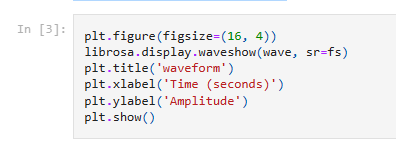 In [3]:
plt.figure(figsize=(16, 4))
librosa.display.waveshow(wave, sr=fs)
plt.title('waveform')
plt.xlabel('Time (seconds)')
plt.ylabel('Amplitude')
plt.show()